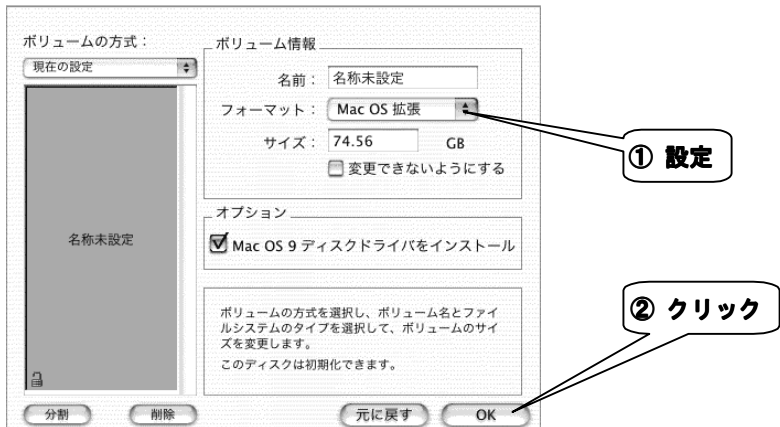 ボリュームの方式：
現在の設定
名称未設定
分割
削除
ボリューム情報
名前： 名称未設定
フォーマット： Mac OS 拡張
サイズ： 74.56 GB
変更できないようにする
オプション
Mac OS 9 ディスクドライバをインストール
ボリュームの方式を選択し、ボリューム名とファイ
ルシステムのタイプを選択して、ボリュームのサイ
ズを変更します。
このディスクは初期化できます。
元に戻す
OK
① 設定
② クリック